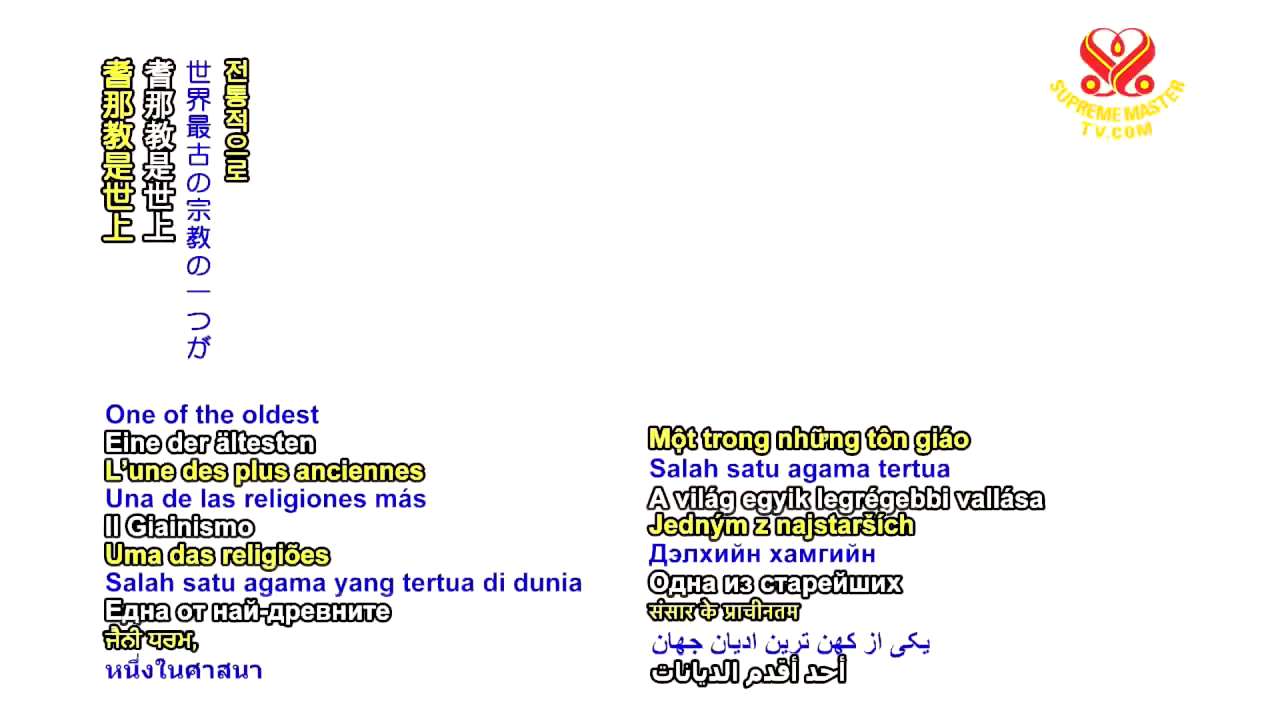 耆那教是世上
耆那教是世上
世界最古の宗教の一つが
전통적으로
SUPREME MASTER
TV.COM
One of the oldest
Eine der ältesten
L'une des plus anciennes
Una de las religiones más
Il Giainismo
Uma das religiões
Salah satu agama yang tertua di dunia
Една от най-древните
ਜੈਨੀ ਧਰਮ,
หนึ่งในศาสนา
Một trong những tôn giáo
Salah satu agama tertua
A világ egyik legrégebbi vallása
Jedným z najstarších
Дэлхийн хамгийн
Одна из старейших
संसार के प्राचीनतम
یکی از کهن ترین ادیان جهان
أحد أقدم الديانات